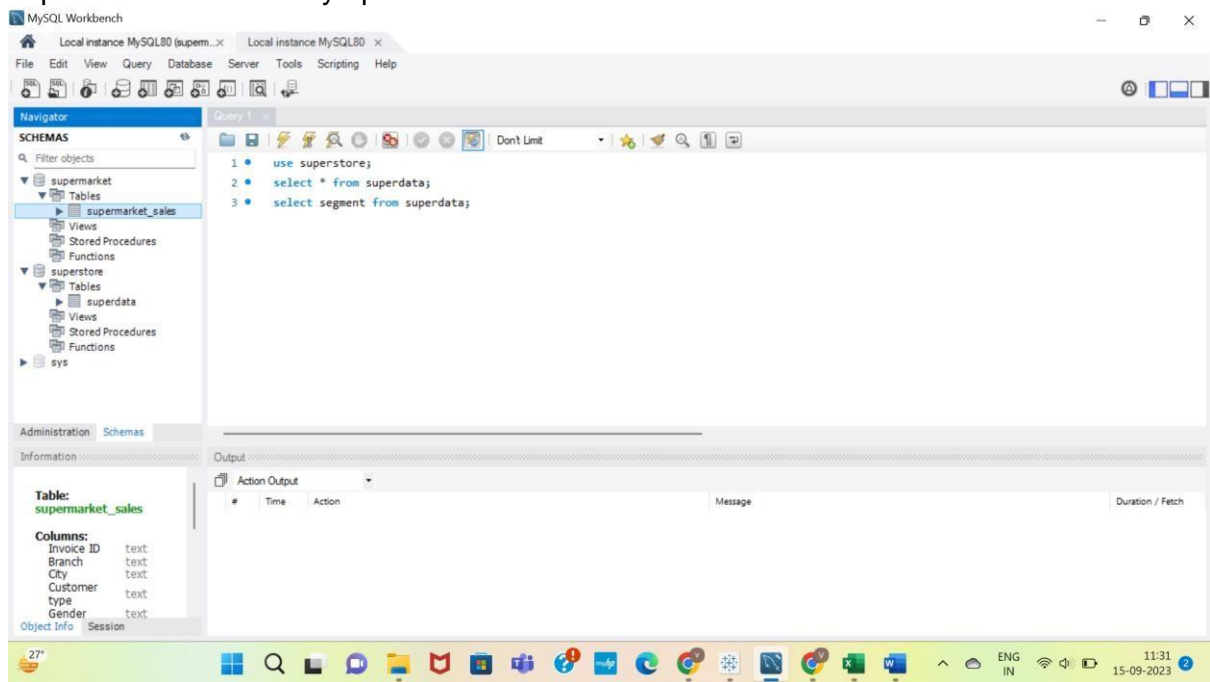 MySQL Workbench
Local instance MySQL80 (superm...× Local instance MySQL80 ×
File Edit View Query Database Server Tools Scripting Help
Navigator
Query 1 ×
SCHEMAS
Don't Limit
Filter objects
1 use superstore;
2 select * from superdata;
3 select segment from superdata;
supermarket
Tables
supermarket_sales
Views
Stored Procedures
Functions
superstore
Tables
superdata
Views
Stored Procedures
Functions
sys
Administration Schemas
Information
Output
Action Output
# Time Action Message Duration / Fetch
Table:
supermarket_sales
Columns:
Invoice ID text
Branch text
City text
Customer
type text
Gender text
Object Info Session
27°
ENG
IN
11:31
15-09-2023
2